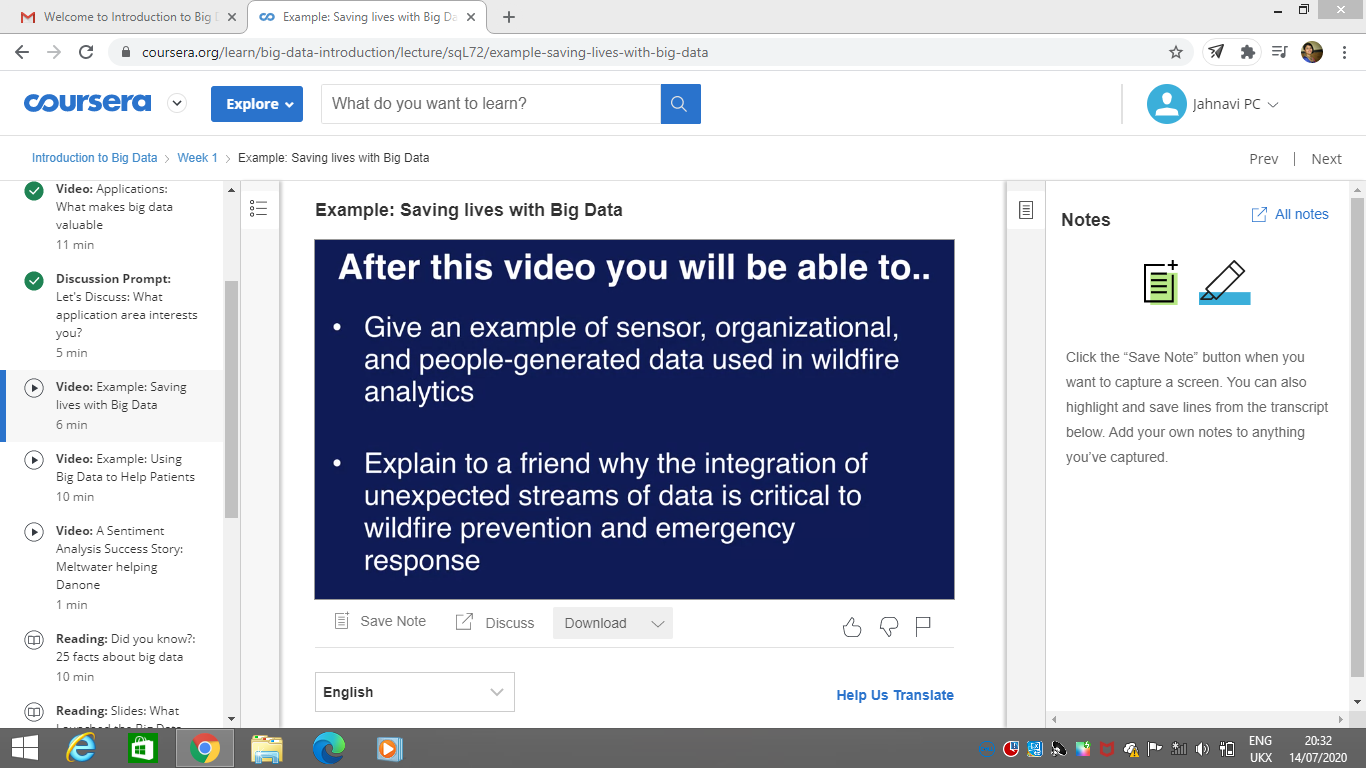 Welcome to Introduction to Big D
Example: Saving lives with Big Da
coursera.org/learn/big-data-introduction/lecture/sqL72/example-saving-lives-with-big-data
coursera
Explore
What do you want to learn?
Jahnavi PC
Introduction to Big Data
Week 1
Example: Saving lives with Big Data
Prev | Next
Video: Applications:
What makes big data
valuable
11 min
Discussion Prompt:
Let's Discuss: What
application area interests
you?
5 min
Video: Example: Saving
lives with Big Data
6 min
Video: Example: Using
Big Data to Help Patients
10 min
Video: A Sentiment
Analysis Success Story:
Meltwater helping
Danone
1 min
Reading: Did you know?:
25 facts about big data
10 min
Reading: Slides: What
Launched the Big Data
Example: Saving lives with Big Data
After this video you will be able to..
• Give an example of sensor, organizational,
and people-generated data used in wildfire
analytics
• Explain to a friend why the integration of
unexpected streams of data is critical to
wildfire prevention and emergency
response
Save Note
Discuss
Download
English
Help Us Translate
Notes
All notes
Click the “Save Note” button when you
want to capture a screen. You can also
highlight and save lines from the transcript
below. Add your own notes to anything
you’ve captured.
ENG
UKX
20:32
14/07/2020